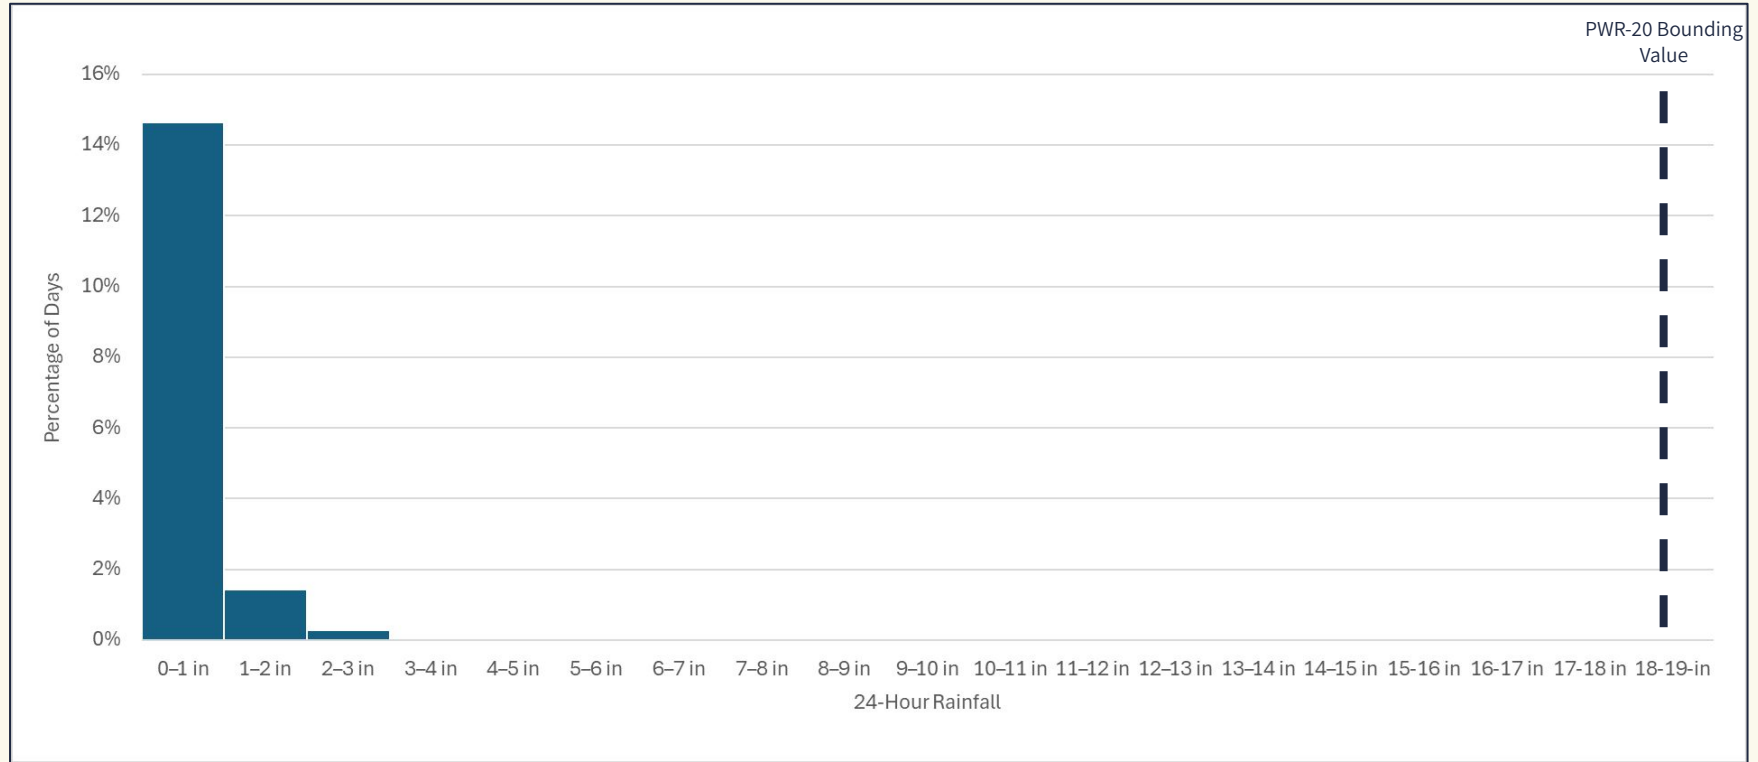 PWR-20 Bounding
Value
16%
14%
12%
10%
8%
6%
4%
2%
0%
Percentage of Days
0–1 in
1–2 in
2–3 in
3–4 in
4–5 in
5–6 in
6–7 in
7–8 in
8–9 in
9–10 in
10–11 in
11–12 in
12–13 in
13–14 in
14–15 in
15-16 in
16-17 in
17-18 in
18-19-in
24-Hour Rainfall